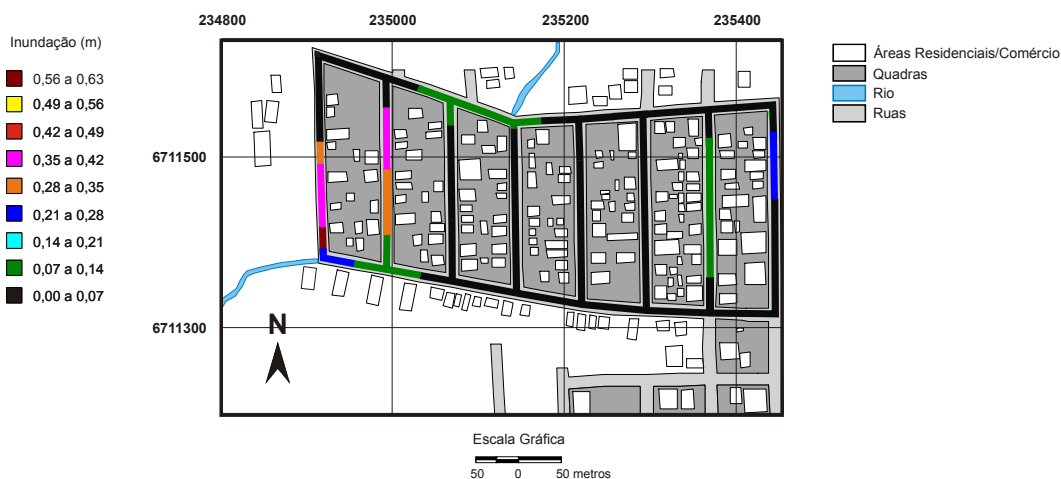 234800
235000
235200
235400
Inundação (m)
0,56 a 0,63
0,49 a 0,56
0,42 a 0,49
0,35 a 0,42
0,28 a 0,35
0,21 a 0,28
0,14 a 0,21
0,07 a 0,14
0,00 a 0,07
Áreas Residenciais/Comércio
Quadras
Rio
Ruas
6711500
6711300
N
Escala Gráfica
50 0 50 metros